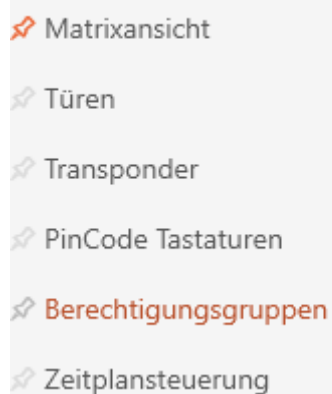 Matrixansicht
Türen
Transponder
PinCode Tastaturen
Berechtigungsgruppen
Zeitplansteuerung